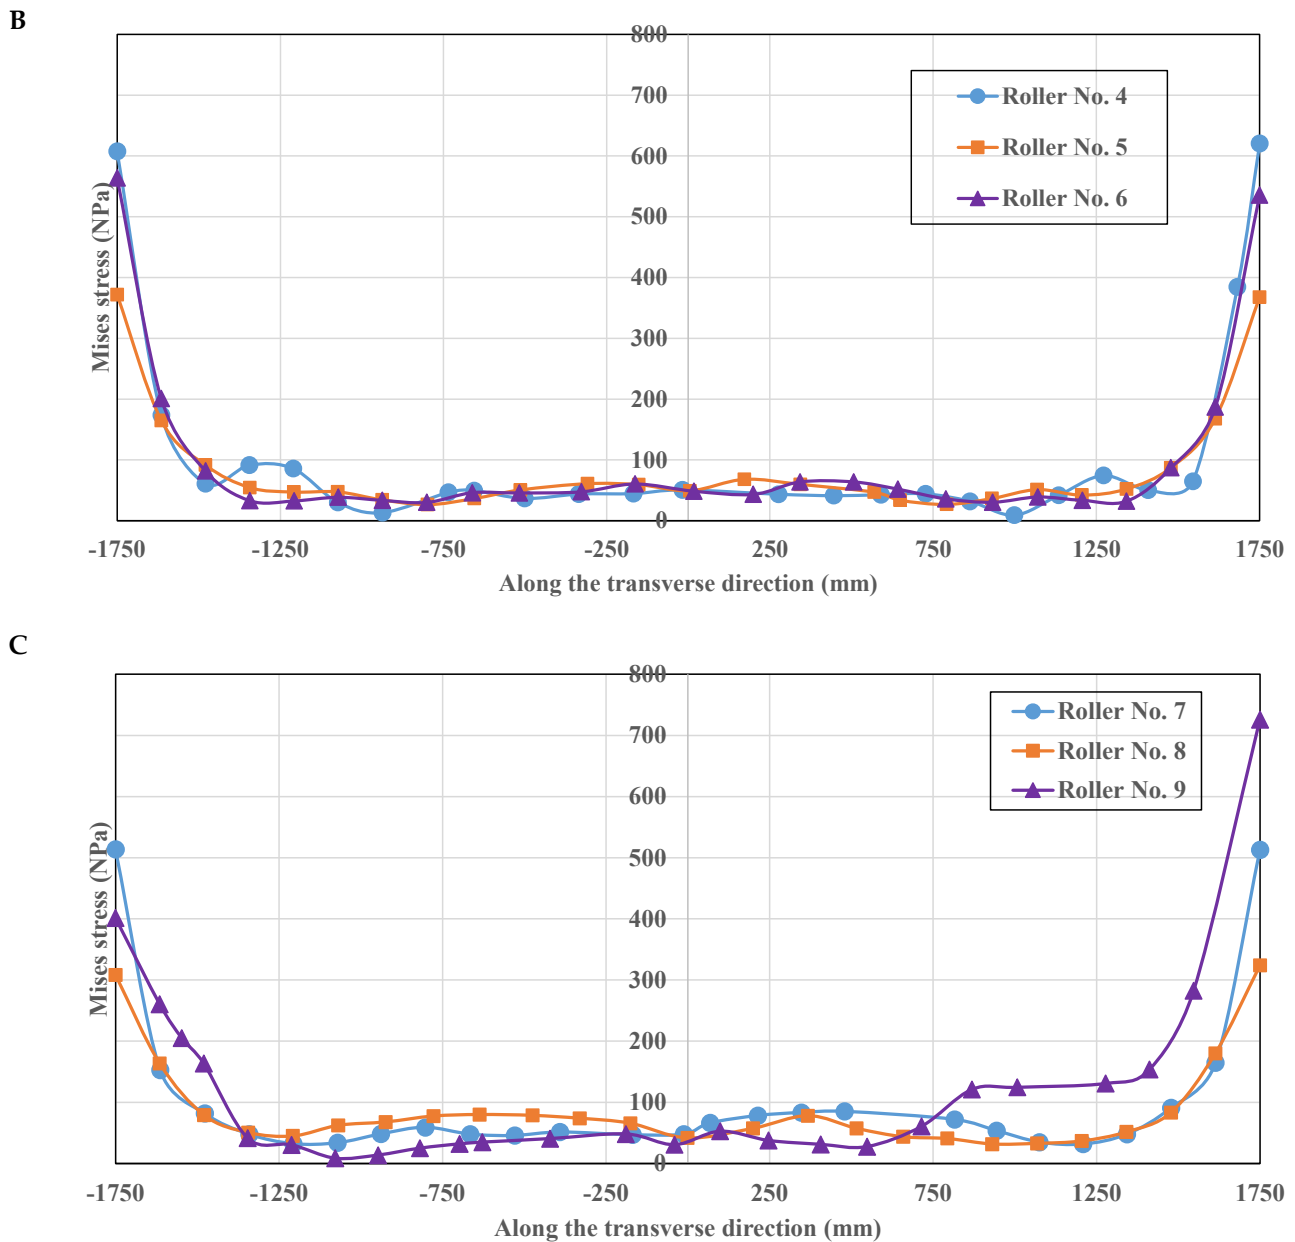 B
800
700
600
500
400
300
200
100
0
Mises stress (NPa)
Roller No. 4
Roller No. 5
Roller No. 6
-1750 -1250 -750 -250 250 750 1250 1750
Along the transverse direction (mm)
C
800
700
600
500
400
300
200
100
0
Mises stress (NPa)
Roller No. 7
Roller No. 8
Roller No. 9
-1750 -1250 -750 -250 250 750 1250 1750
Along the transverse direction (mm)